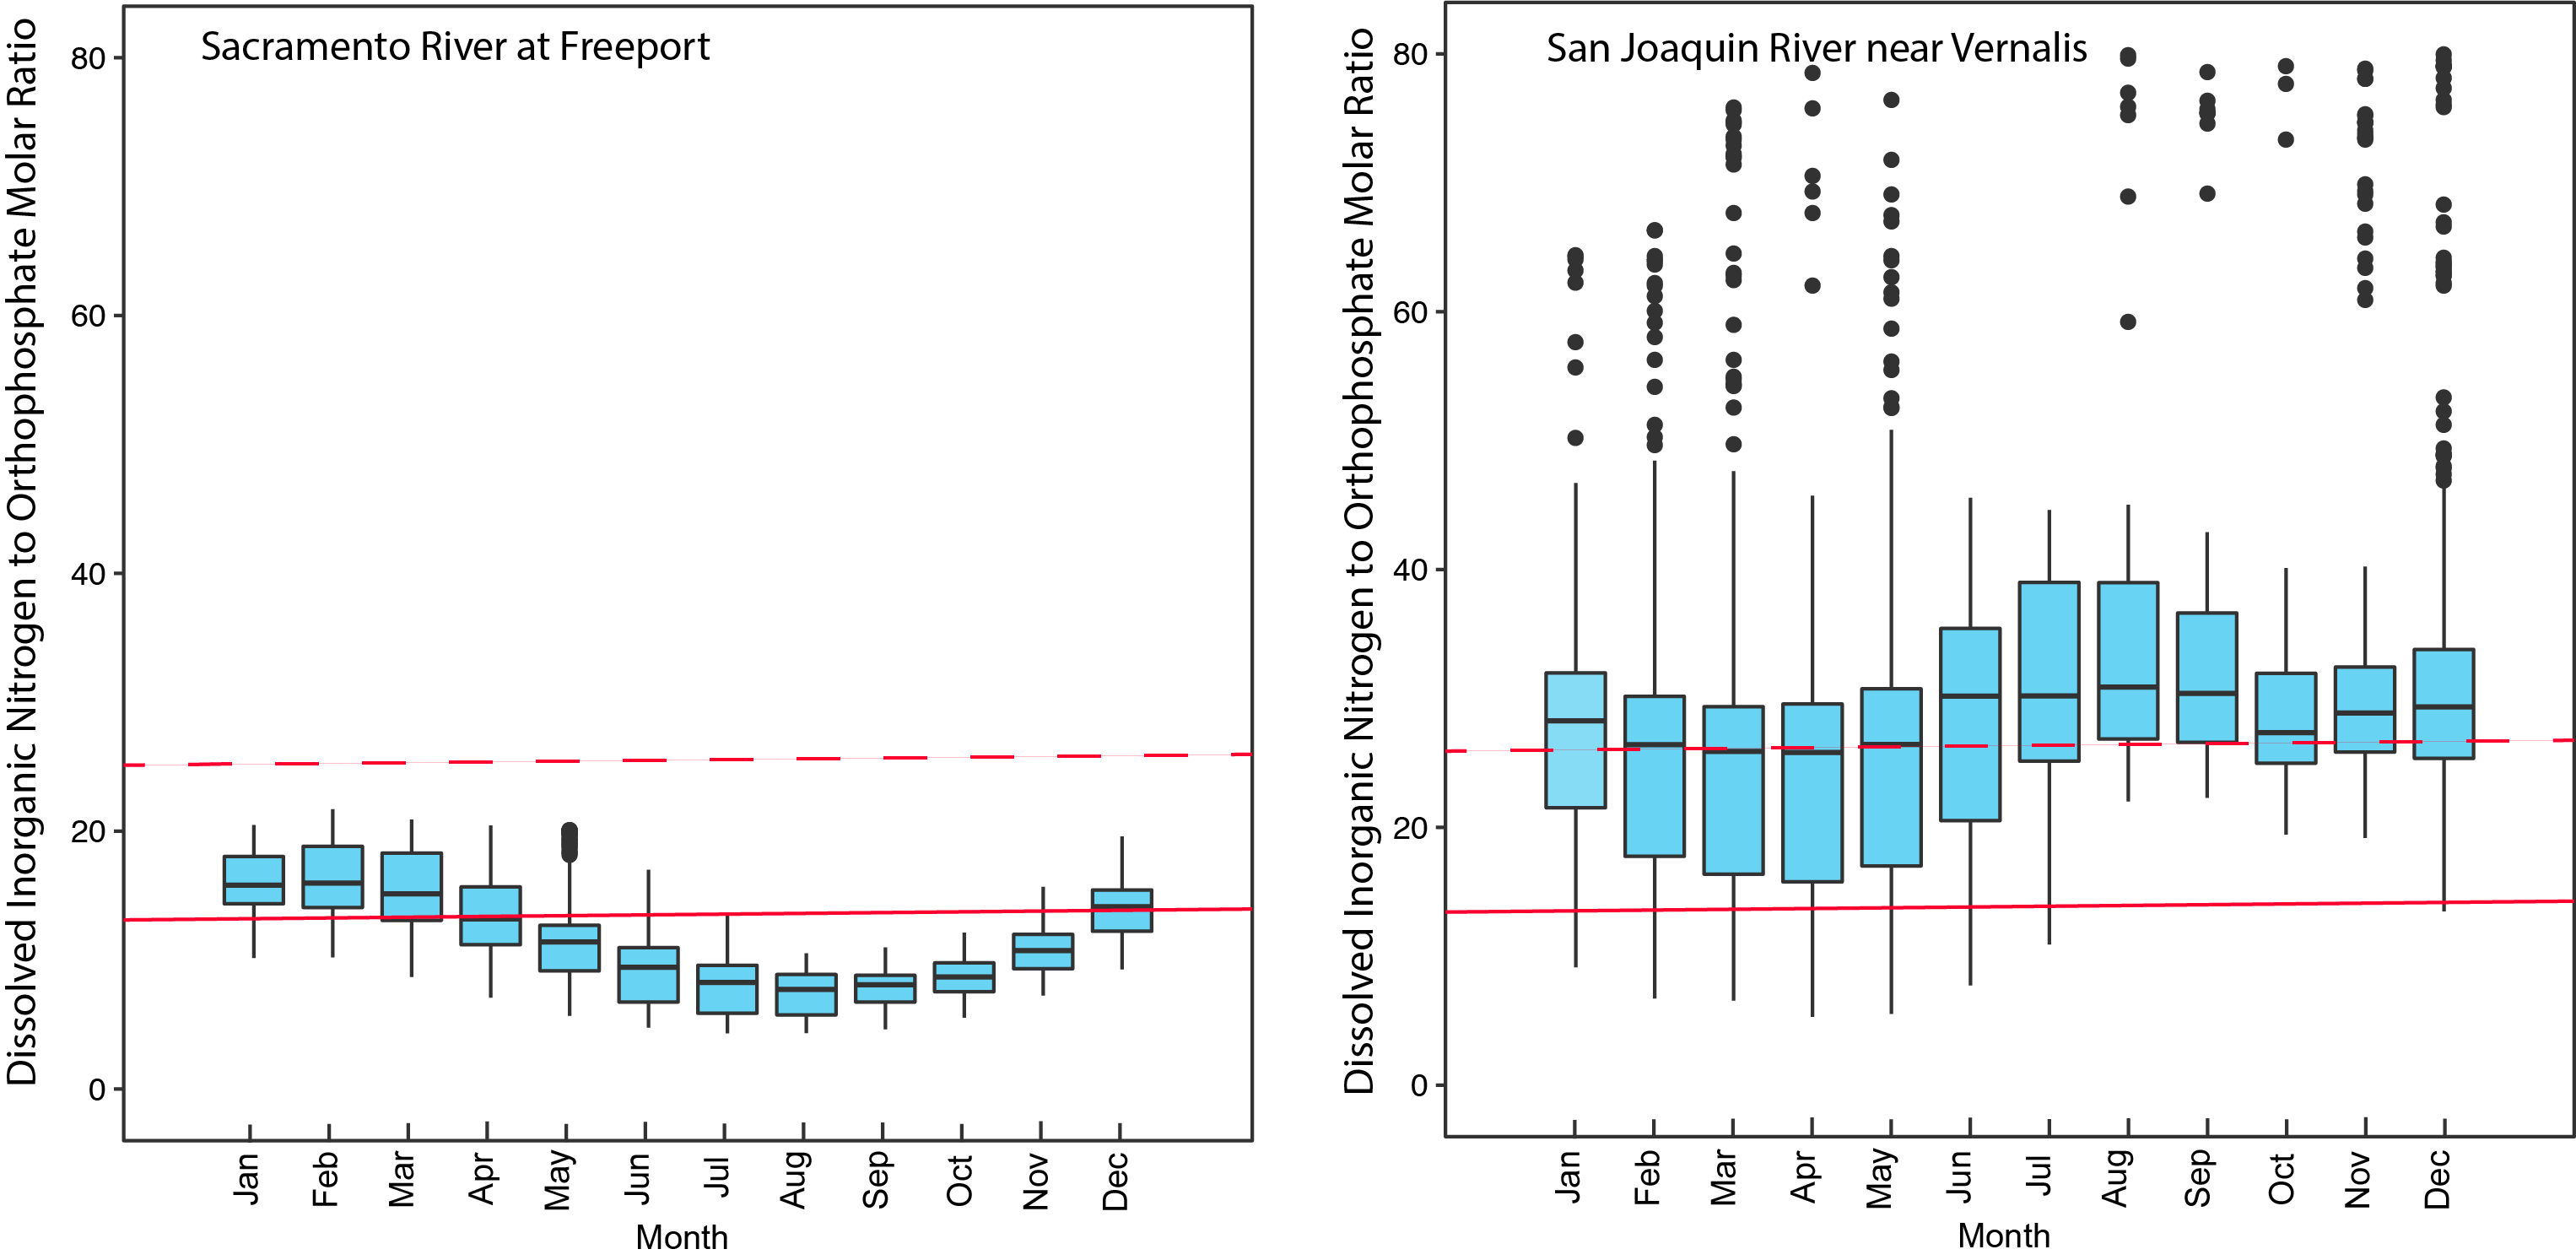 Dissolved Inorganic Nitrogen to Orthophosphate Molar Ratio
Sacramento River at Freeport
80
60
40
20
0
Jan Feb Mar Apr May Jun Jul Aug Sep Oct Nov Dec
Month
Dissolved Inorganic Nitrogen to Orthophosphate Molar Ratio
San Joaquin River near Vernalis
80
60
40
20
0
Jan Feb Mar Apr May Jun Jul Aug Sep Oct Nov Dec
Month